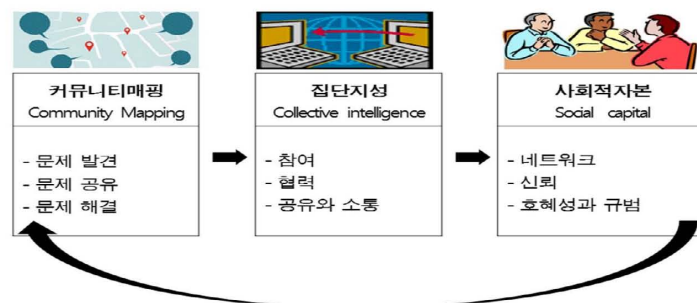 커뮤니티매핑
Community Mapping
- 문제 발견
- 문제 공유
- 문제 해결
집단지성
Collective intelligence
- 참여
- 협력
- 공유와 소통
사회적자본
Social capital
- 네트워크
- 신뢰
- 호혜성과 규범